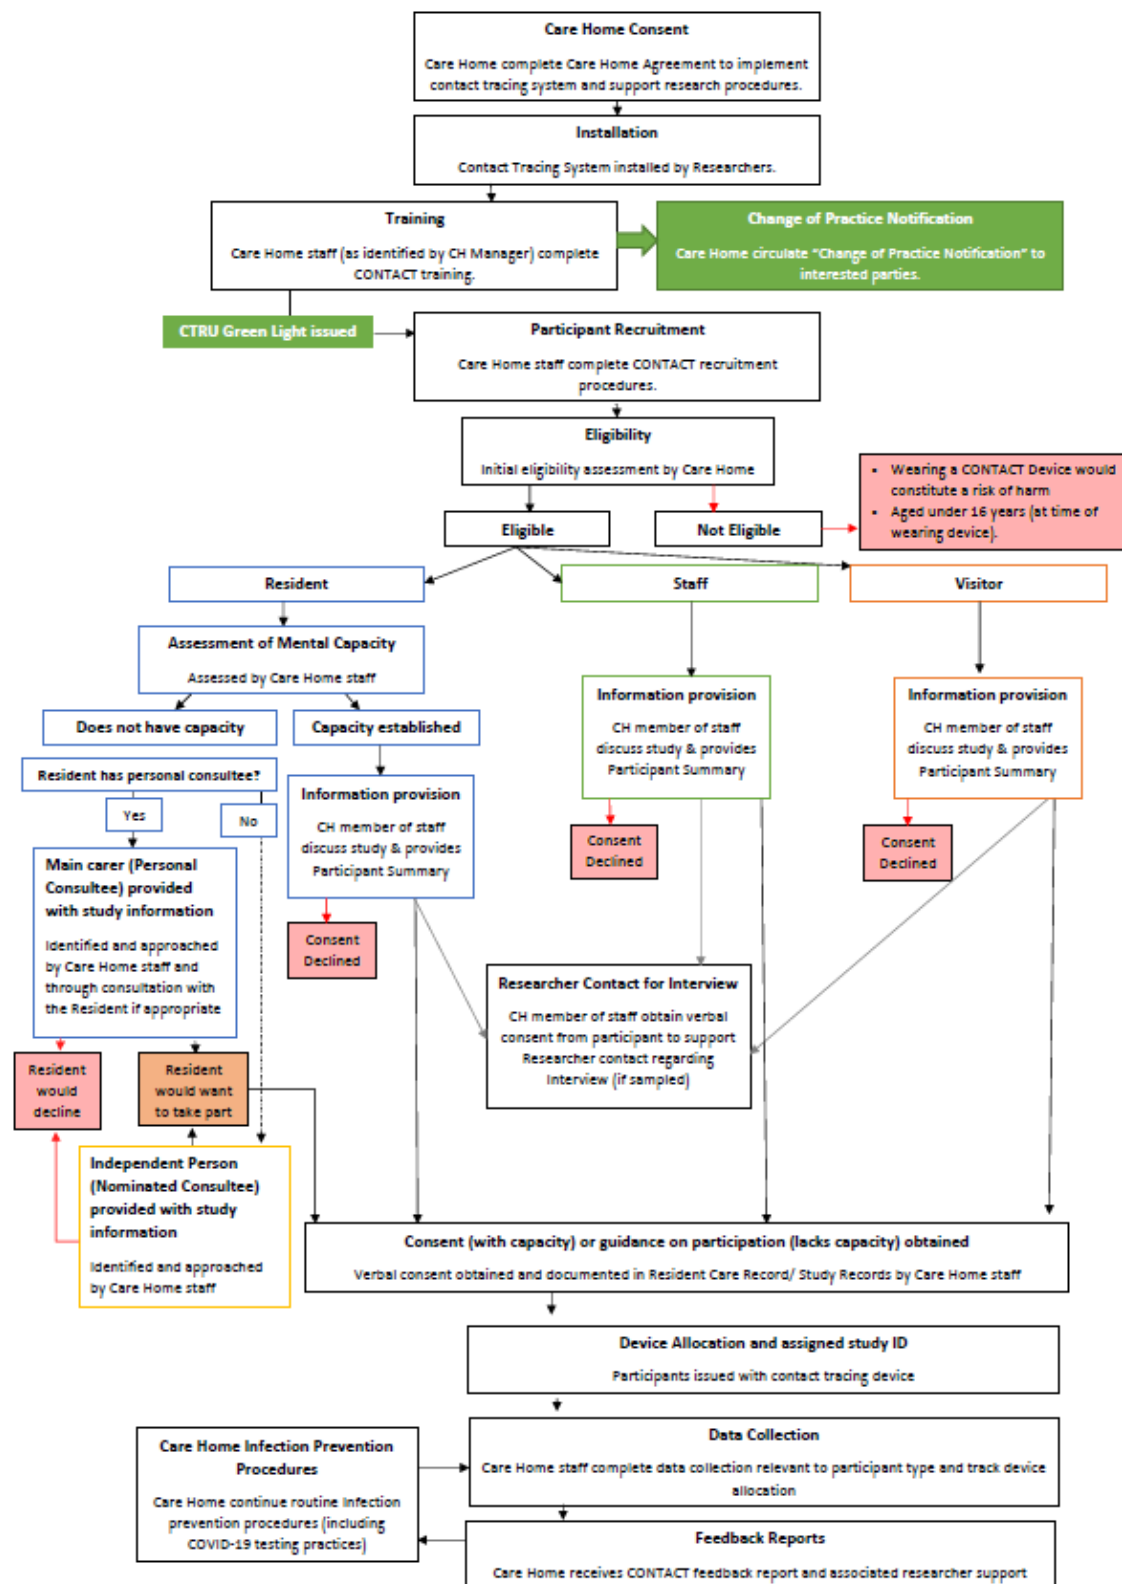 Care Home Consent
Care Home complete Care Home Agreement to implement
contact tracing system and support research procedures.
Installation
Contact Tracing System installed by Researchers.
Training
Care Home staff (as identified by CH Manager) complete
CONTACT training.
Change of Practice Notification
Care Home circulate "Change of Practice Notification" to
interested parties.
CTRU Green Light issued
Participant Recruitment
Care Home staff complete CONTACT recruitment
procedures.
Eligibility
Initial eligibility assessment by Care Home
• Wearing a CONTACT Device would
constitute a risk of harm
• Aged under 16 years (at time of
wearing device).
Eligible
Not Eligible
Resident
Staff
Visitor
Assessment of Mental Capacity
Assessed by Care Home staff
Does not have capacity
Capacity established
Resident has personal consultee?
Yes
No
Information provision
CH member of staff
discuss study & provides
Participant Summary
Information provision
CH member of staff
discuss study & provides
Participant Summary
Information provision
CH member of staff
discuss study & provides
Participant Summary
Consent
Declined
Consent
Declined
Consent
Declined
Main carer (Personal
Consultee) provided
with study information
Identified and approached
by Care Home staff and
through consultation with
the Resident if appropriate
Researcher Contact for Interview
CH member of staff obtain verbal
consent from participant to support
Researcher contact regarding
Interview (if sampled)
Resident
would
decline
Resident
would want
to take part
Independent Person
(Nominated Consultee)
provided with study
information
Identified and approached
by Care Home staff
Consent (with capacity) or guidance on participation (lacks capacity) obtained
Verbal consent obtained and documented in Resident Care Record/ Study Records by Care Home staff
Device Allocation and assigned study ID
Participants issued with contact tracing device
Care Home Infection Prevention
Procedures
Care Home continue routine Infection
prevention procedures (including
COVID-19 testing practices)
Data Collection
Care Home staff complete data collection relevant to participant type and track device
allocation
Feedback Reports
Care Home receives CONTACT feedback report and associated researcher support